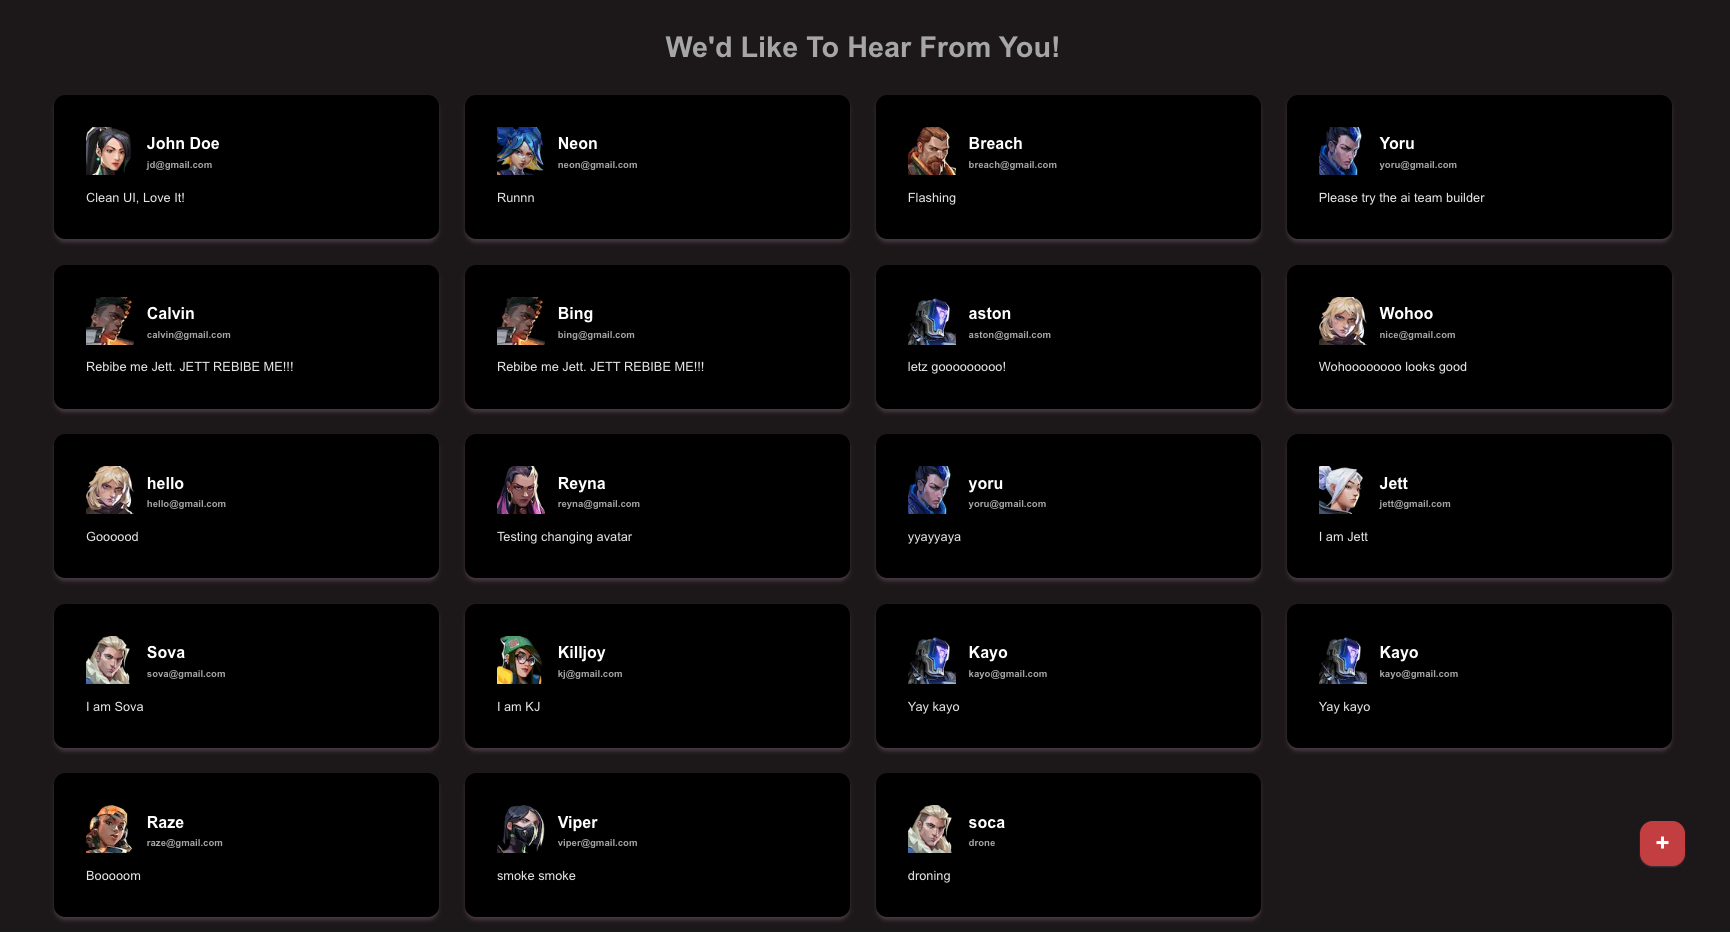 We'd Like To Hear From You!
John Doe
jd@gmail.com
Clean UI, Love It!
Neon
neon@gmail.com
Runnn
Breach
breach@gmail.com
Flashing
Yoru
yoru@gmail.com
Please try the ai team builder
Calvin
calvin@gmail.com
Rebibe me Jett. JETT REBIBE ME!!!
Bing
bing@gmail.com
Rebibe me Jett. JETT REBIBE ME!!!
aston
aston@gmail.com
letz gooooooooo!
Wohoo
nice@gmail.com
Wohoooooooo looks good
hello
hello@gmail.com
Goooood
Reyna
reyna@gmail.com
Testing changing avatar
yoru
yoru@gmail.com
yyayyaya
Jett
jett@gmail.com
I am Jett
Sova
sova@gmail.com
I am Sova
Killjoy
kj@gmail.com
I am KJ
Kayo
kayo@gmail.com
Yay kayo
Kayo
kayo@gmail.com
Yay kayo
Raze
raze@gmail.com
Booooom
Viper
viper@gmail.com
smoke smoke
soca
drone
droning
+